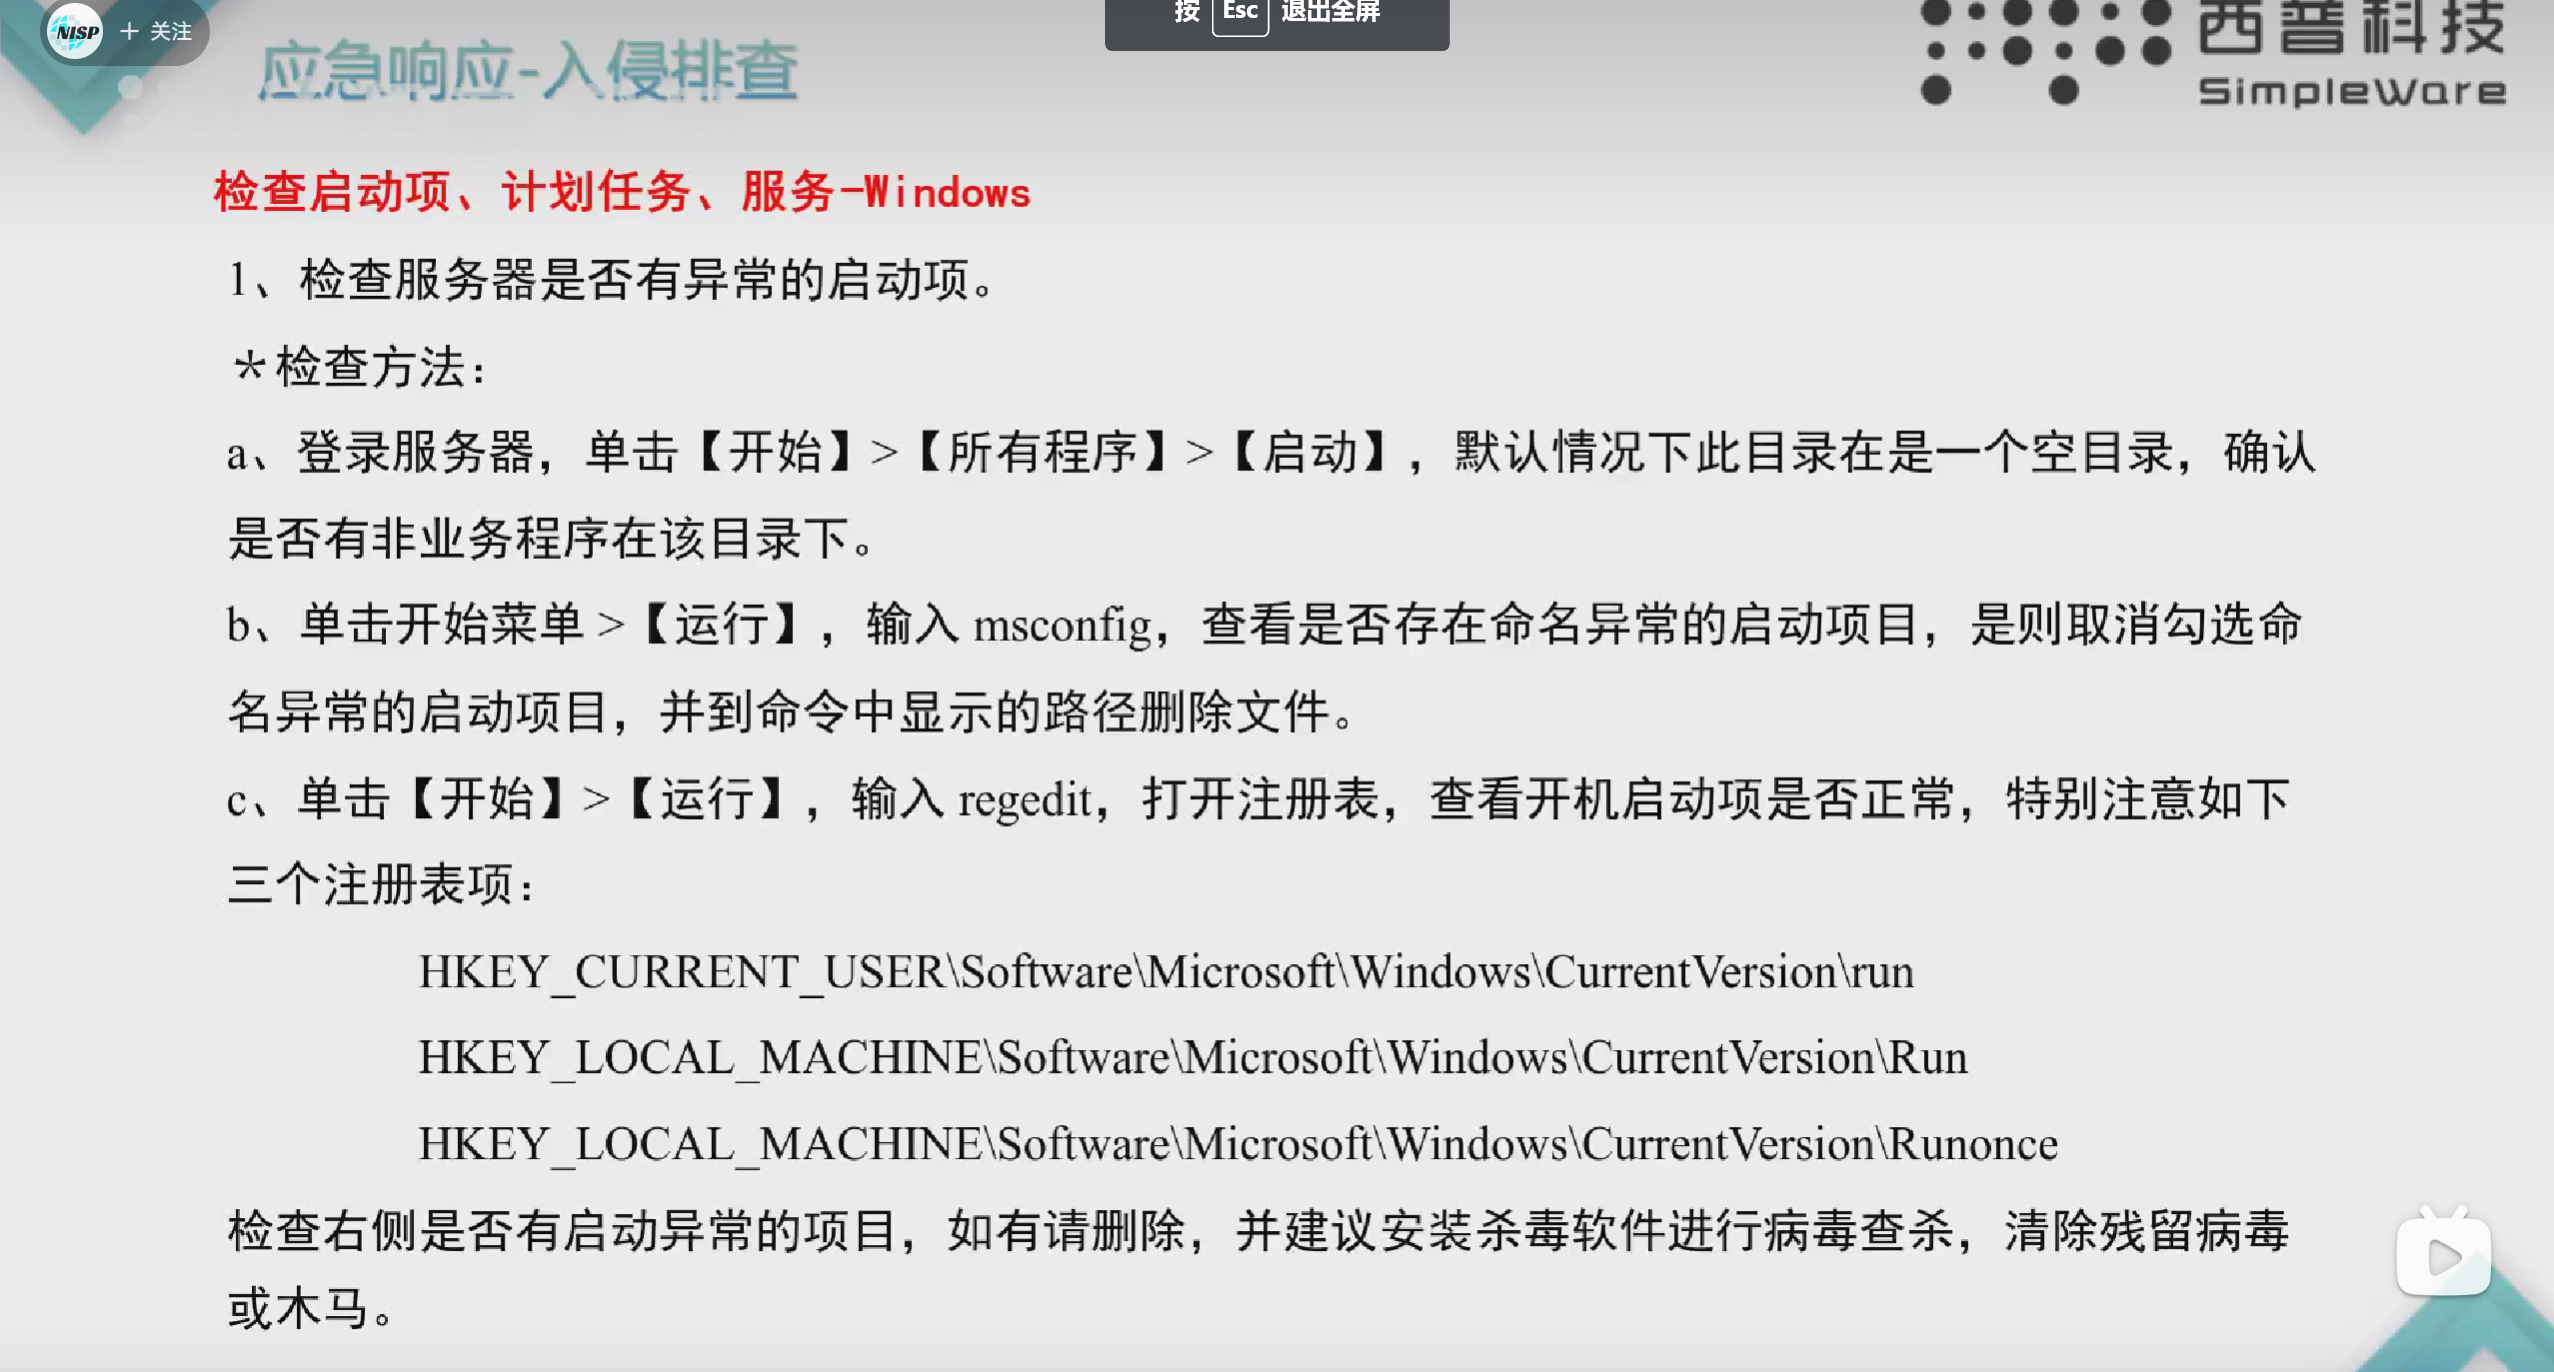 NISP + 关注
按 Esc 退出全屏
西普科技
SimpleWare
应急响应-入侵排查
检查启动项、计划任务、服务-Windows
1、检查服务器是否有异常的启动项。
*检查方法：
a、登录服务器，单击【开始】>【所有程序】>【启动】，默认情况下此目录在是一个空目录，确认
是否有非业务程序在该目录下。
b、单击开始菜单 >【运行】，输入 msconfig，查看是否存在命名异常的启动项目，是则取消勾选命
名异常的启动项目，并到命令中显示的路径删除文件。
c、单击【开始】>【运行】，输入 regedit，打开注册表，查看开机启动项是否正常，特别注意如下
三个注册表项：
HKEY_CURRENT_USER\Software\Microsoft\Windows\CurrentVersion\run
HKEY_LOCAL_MACHINE\Software\Microsoft\Windows\CurrentVersion\Run
HKEY_LOCAL_MACHINE\Software\Microsoft\Windows\CurrentVersion\Runonce
检查右侧是否有启动异常的项目，如有请删除，并建议安装杀毒软件进行病毒查杀，清除残留病毒
或木马。